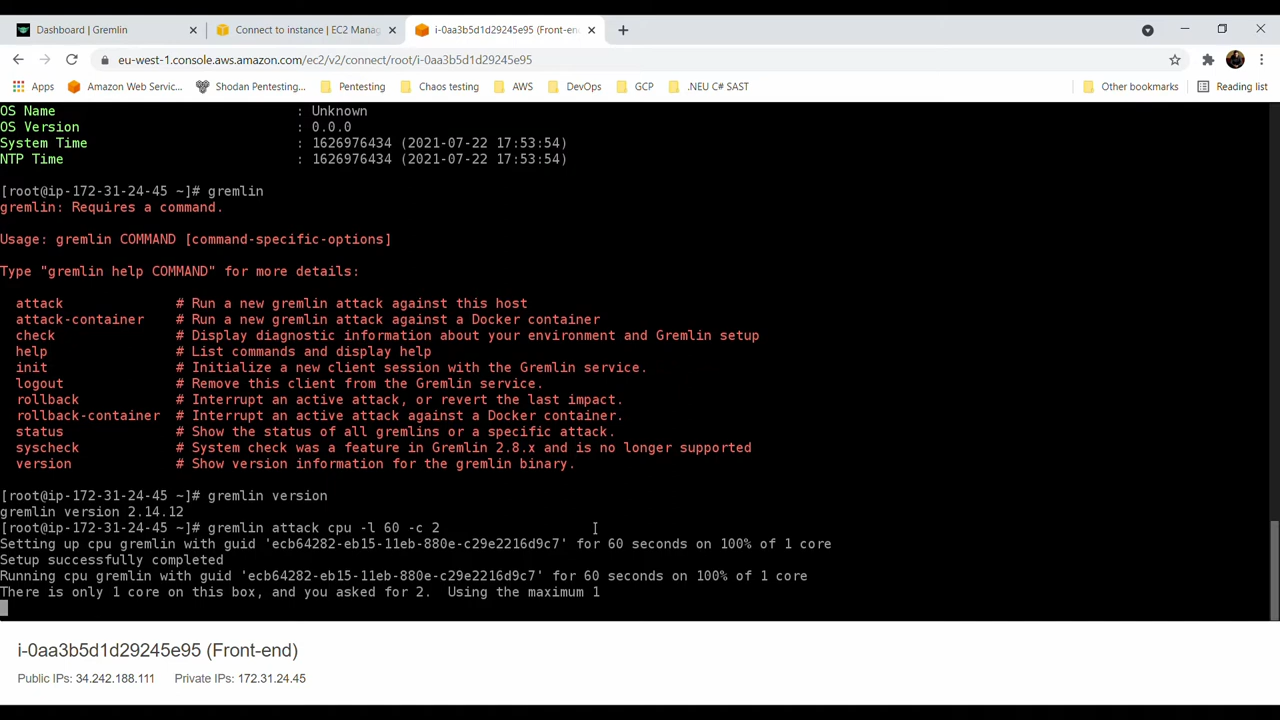 Dashboard | Gremlin
Connect to instance | EC2 Manag
i-0aa3b5d1d29245e95 (Front-en
eu-west-1.console.aws.amazon.com/ec2/v2/connect/root/i-0aa3b5d1d29245e95
Apps
Amazon Web Servic...
Shodan Pentesting...
Pentesting
Chaos testing
AWS
DevOps
GCP
.NEU C# SAST
Other bookmarks
Reading list
OS Name : Unknown
OS Version : 0.0.0
System Time : 1626976434 (2021-07-22 17:53:54)
NTP Time : 1626976434 (2021-07-22 17:53:54)
[root@ip-172-31-24-45 ~]# gremlin
gremlin: Requires a command.
Usage: gremlin COMMAND [command-specific-options]
Type "gremlin help COMMAND" for more details:
attack # Run a new gremlin attack against this host
attack-container # Run a new gremlin attack against a Docker container
check # Display diagnostic information about your environment and Gremlin setup
help # List commands and display help
init # Initialize a new client session with the Gremlin service.
logout # Remove this client from the Gremlin service.
rollback # Interrupt an active attack, or revert the last impact.
rollback-container # Interrupt an active attack against a Docker container.
status # Show the status of all gremlins or a specific attack.
syscheck # System check was a feature in Gremlin 2.8.x and is no longer supported
version # Show version information for the gremlin binary.
[root@ip-172-31-24-45 ~]# gremlin version
gremlin version 2.14.12
[root@ip-172-31-24-45 ~]# gremlin attack cpu -l 60 -c 2
Setting up cpu gremlin with guid 'ecb64282-eb15-11eb-880e-c29e2216d9c7' for 60 seconds on 100% of 1 core
Setup successfully completed
Running cpu gremlin with guid 'ecb64282-eb15-11eb-880e-c29e2216d9c7' for 60 seconds on 100% of 1 core
There is only 1 core on this box, and you asked for 2.  Using the maximum 1
i-0aa3b5d1d29245e95 (Front-end)
Public IPs: 34.242.188.111 Private IPs: 172.31.24.45